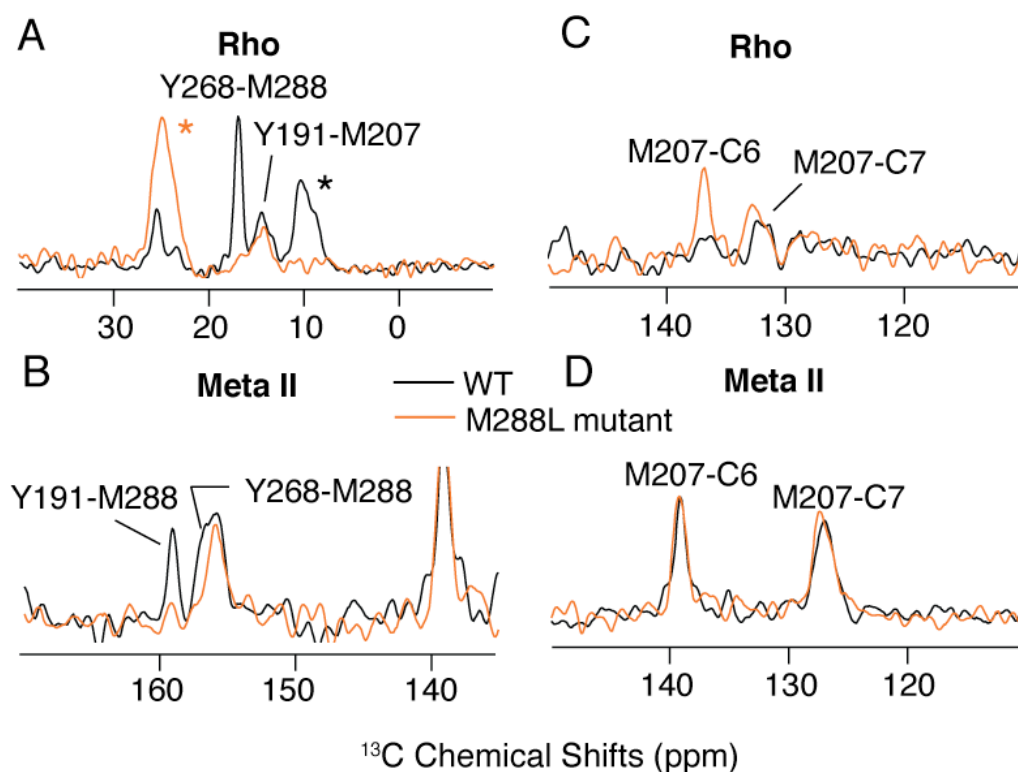 A
Rho
Y268-M288
Y191-M207
*
*
30 20 10 0
C
Rho
M207-C6
M207-C7
140 130 120
B
Meta II
WT
M288L mutant
Y191-M288
Y268-M288
160 150 140
D
Meta II
M207-C6
M207-C7
140 130 120
¹³C Chemical Shifts (ppm)